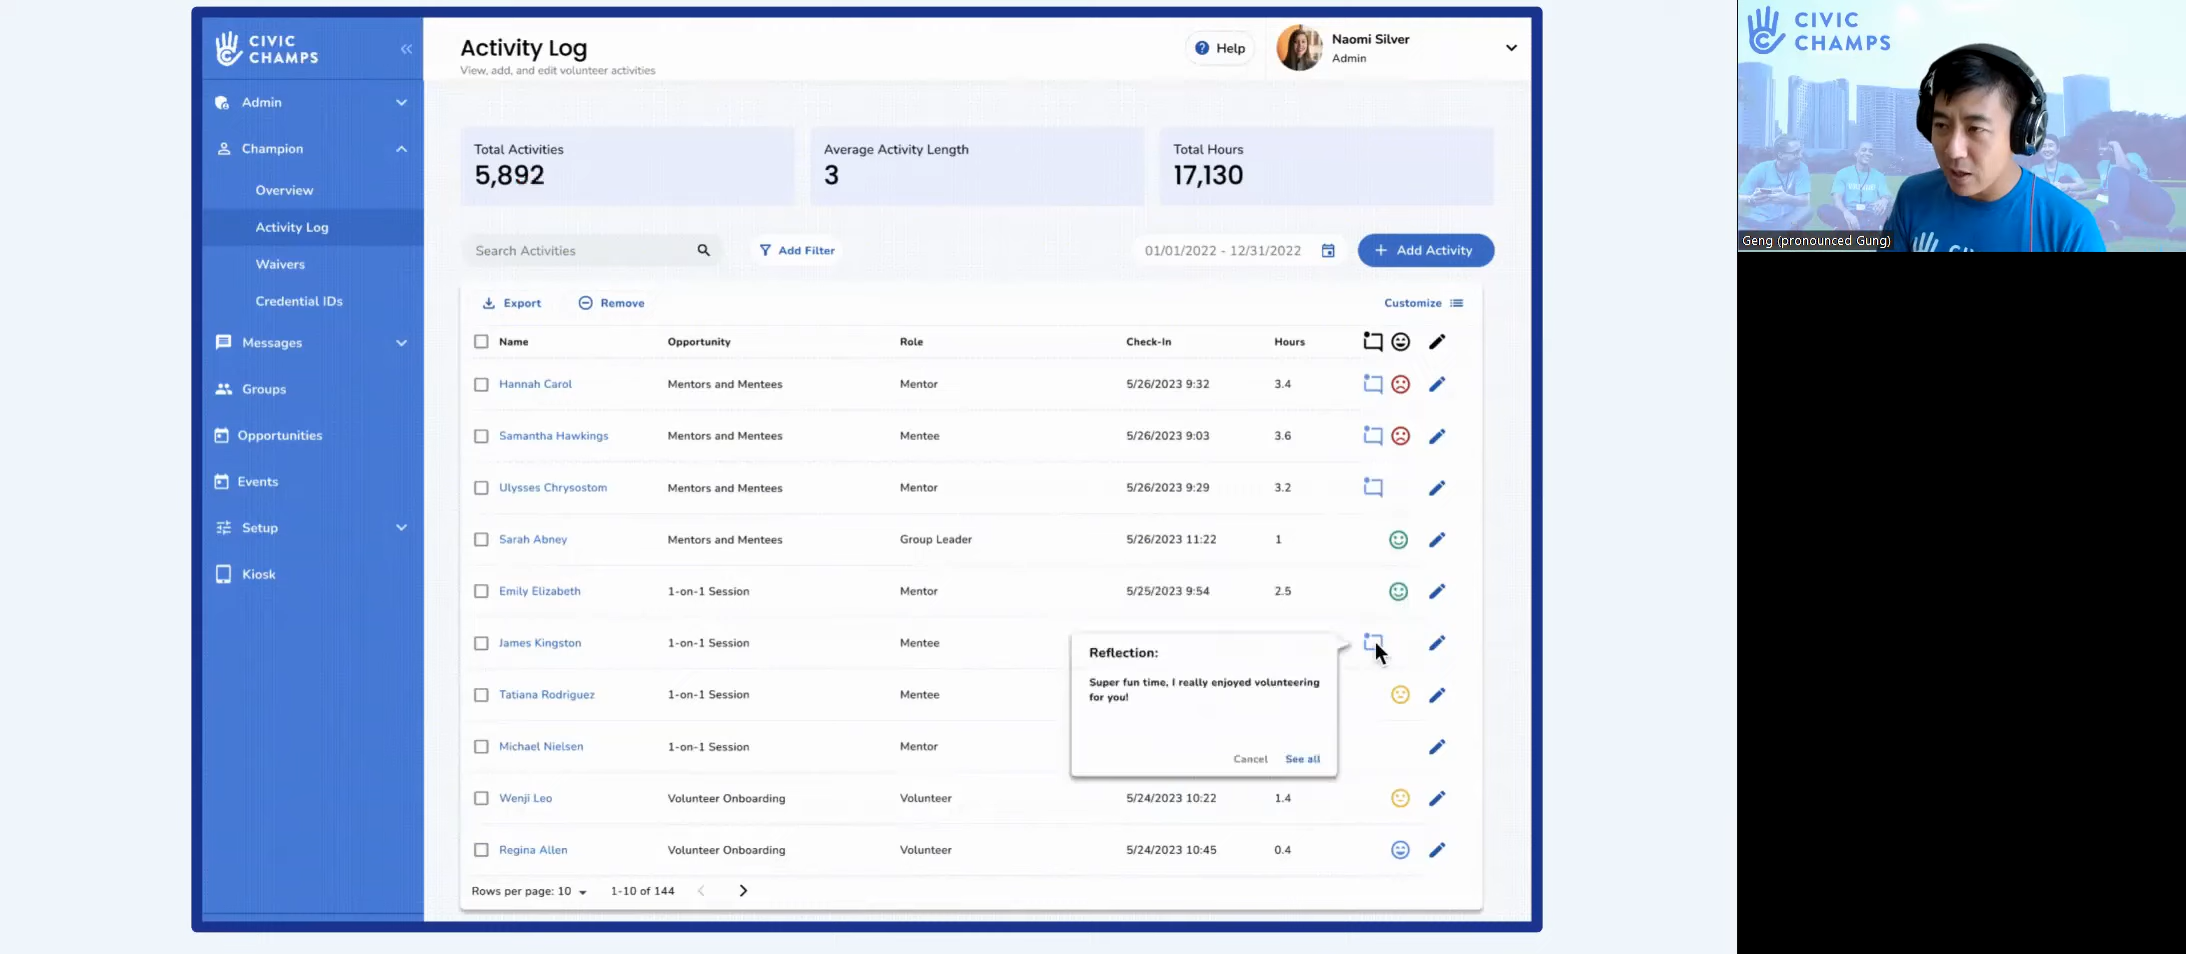 CIVIC
CHAMPS
Admin
Champion
Overview
Activity Log
Waivers
Credential IDs
Messages
Groups
Opportunities
Events
Setup
Kiosk
Activity Log
View, add, and edit volunteer activities
Help
Naomi Silver
Admin
Total Activities
5,892
Average Activity Length
3
Total Hours
17,130
Search Activities
Add Filter
01/01/2022 - 12/31/2022
+ Add Activity
Export
Remove
Customize
Name Opportunity Role Check-In Hours
Hannah Carol Mentors and Mentees Mentor 5/26/2023 9:32 3.4
Samantha Hawkings Mentors and Mentees Mentee 5/26/2023 9:03 3.6
Ulysses Chrysostom Mentors and Mentees Mentor 5/26/2023 9:29 3.2
Sarah Abney Mentors and Mentees Group Leader 5/26/2023 11:22 1
Emily Elizabeth 1-on-1 Session Mentor 5/25/2023 9:54 2.5
James Kingston 1-on-1 Session Mentee
Tatiana Rodriguez 1-on-1 Session Mentee
Michael Nielsen 1-on-1 Session Mentor
Wenji Leo Volunteer Onboarding Volunteer 5/24/2023 10:22 1.4
Regina Allen Volunteer Onboarding Volunteer 5/24/2023 10:45 0.4
Reflection:
Super fun time, I really enjoyed volunteering
for you!
Cancel See all
Rows per page: 10 1-10 of 144
CIVIC
CHAMPS
Geng (pronounced Gung)